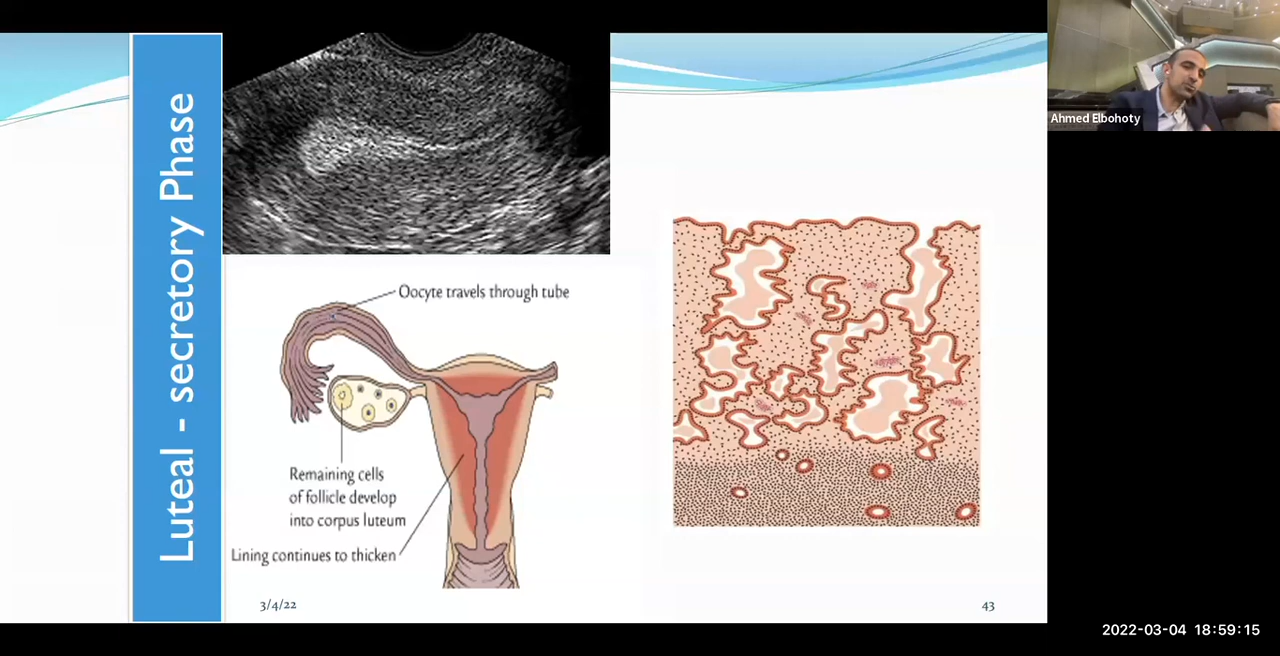 Luteal - secretory Phase
Oocyte travels through tube
Remaining cells
of follicle develop
into corpus luteum
Lining continues to thicken
3/4/22
43
Ahmed Elbohoty
2022-03-04 18:59:15